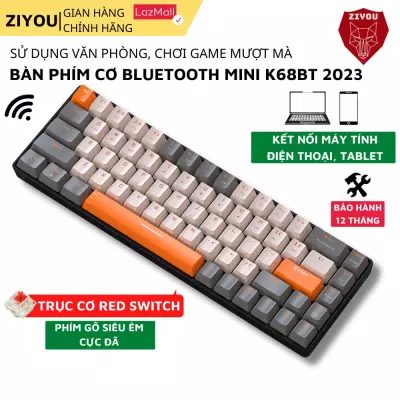 ZIYOU
GIAN HÀNG
CHÍNH HÃNG
LazMall
ZIYOU
SỬ DỤNG VĂN PHÒNG, CHƠI GAME MƯỢT MÀ
BÀN PHÍM CƠ BLUETOOTH MINI K68BT 2023
KẾT NỐI MÁY TÍNH
ĐIỆN THOẠI, TABLET
BẢO HÀNH
12 THÁNG
TRỤC CƠ RED SWITCH
PHÍM GÕ SIÊU ÊM
CỰC ĐÃ